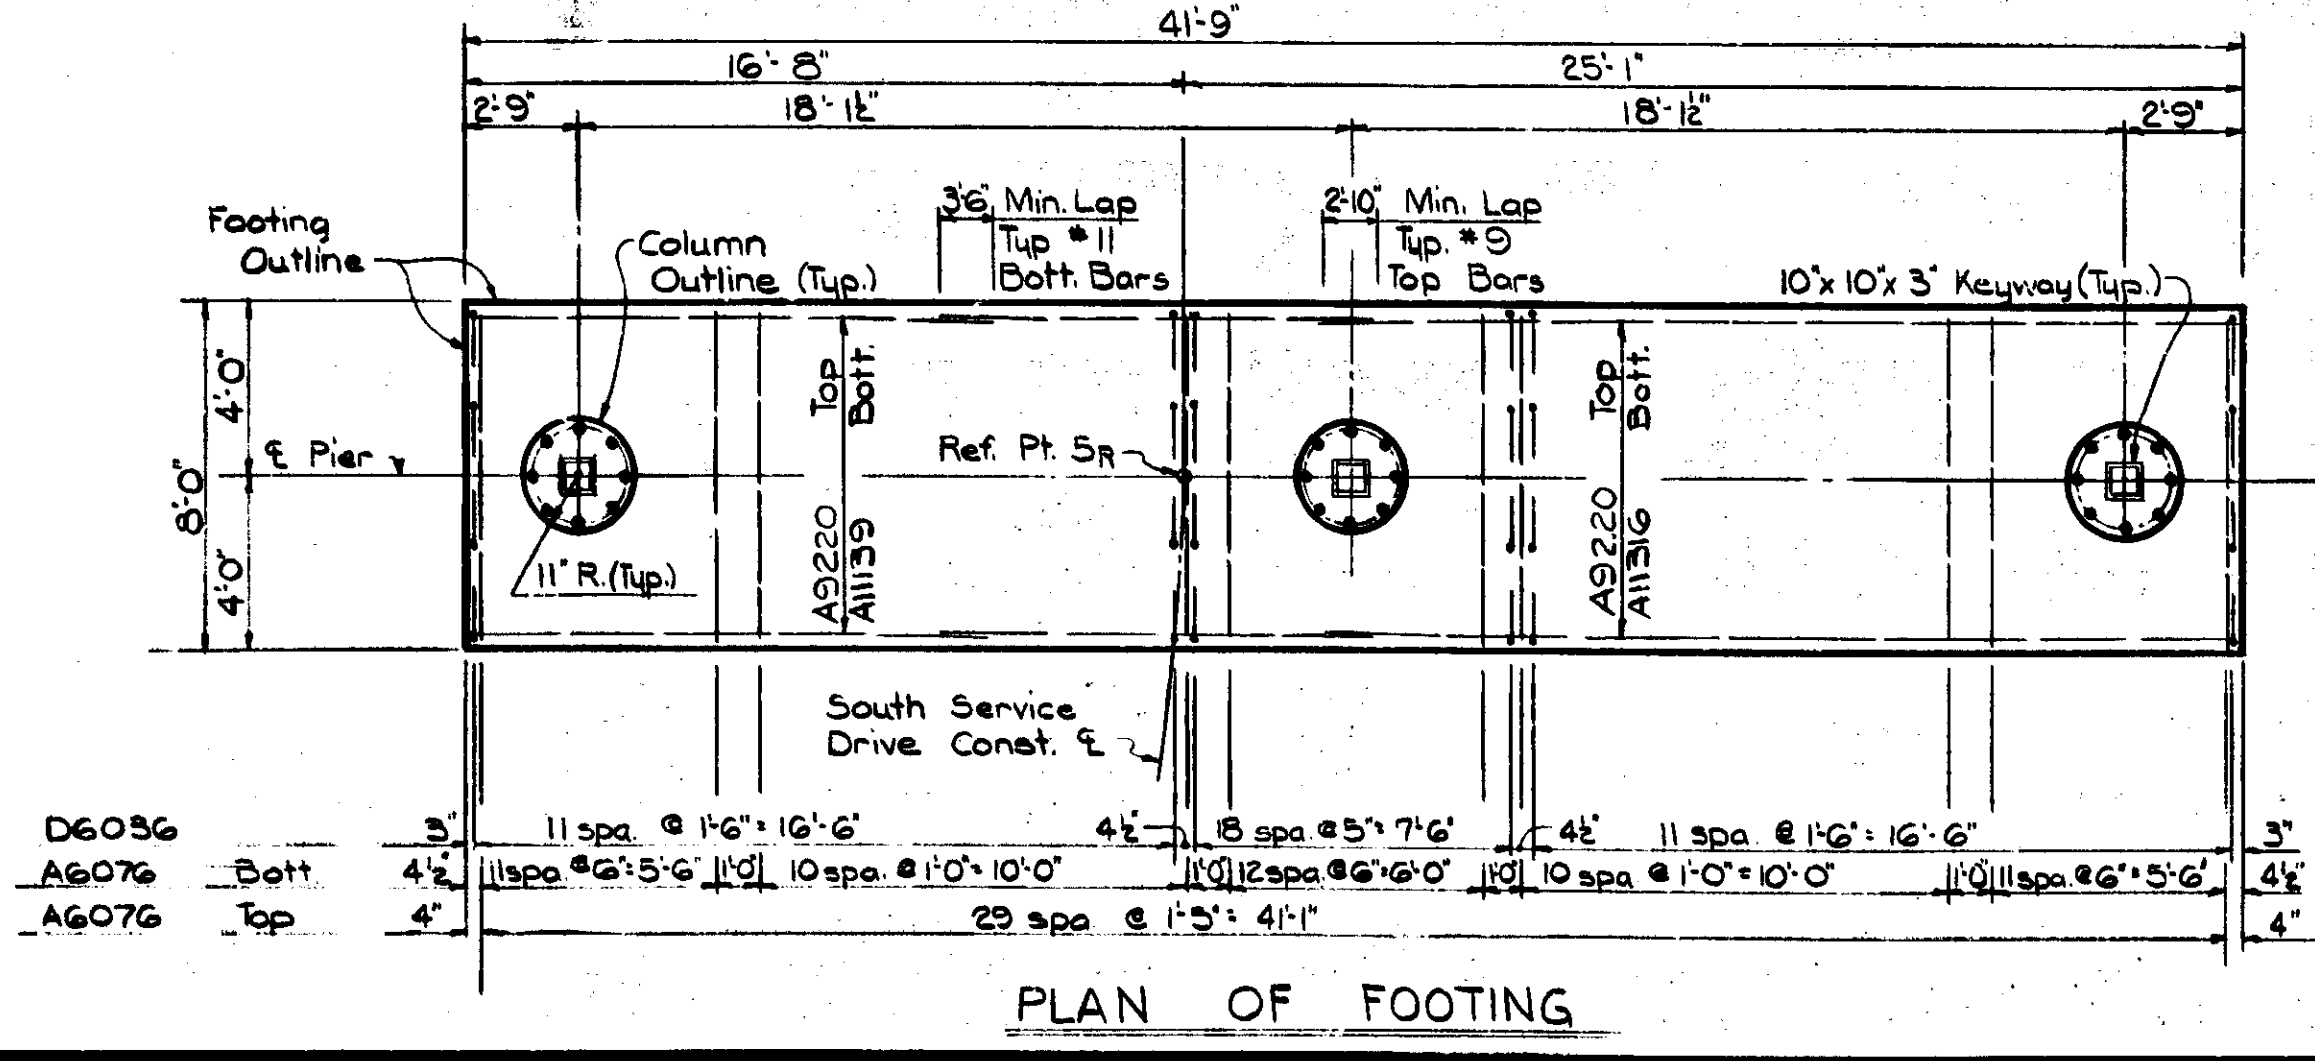 41'-9"
16'-8"
25'-1"
2'-9"
18'-1½"
18'-1½"
2'-9"
3'-6" Min. Lap
Typ #11
Bott. Bars
2'-10" Min. Lap
Typ. #9
Top Bars
Footing
Outline
Column
Outline (Typ.)
10"x 10"x 3" Keyway (Typ.)
8'-0"
4'-0"
4'-0"
℄ Pier
Top
Bott.
A9220
A11139
Ref. Pt. 5R
Top
Bott.
A9220
A11316
11" R. (Typ.)
South Service
Drive Const. ℄
D6036 3" 11 spa. @ 1'-6" = 16'-6" 4½" 18 spa. @ 5" = 7'-6" 4½" 11 spa. @ 1'-6" = 16'-6" 3"
A6076 Bott 4½" 11 spa. @ 6" = 5'-6" 1'-0" 10 spa. @ 1'-0" = 10'-0" 1'-0" 12 spa. @ 6" = 6'-0" 1'-0" 10 spa @ 1'-0" = 10'-0" 1'-0" 11 spa. @ 6" = 5'-6" 4½"
A6076 Top 4" 29 spa @ 1'-5" = 41'-1" 4"
PLAN OF FOOTING